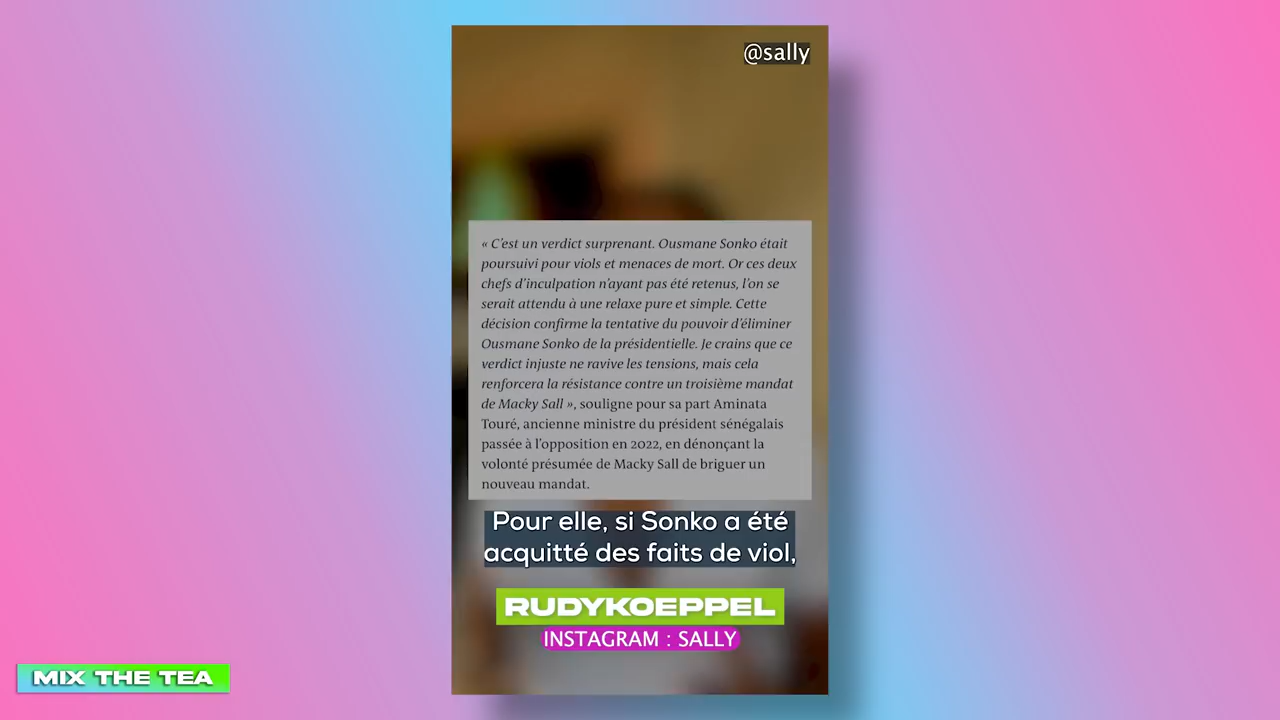 @sally
« C'est un verdict surprenant. Ousmane Sonko était
poursuivi pour viols et menaces de mort. Or ces deux
chefs d'inculpation n'ayant pas été retenus, l'on se
serait attendu à une relaxe pure et simple. Cette
décision confirme la tentative du pouvoir d'éliminer
Ousmane Sonko de la présidentielle. Je crains que ce
verdict injuste ne ravive les tensions, mais cela
renforcera la résistance contre un troisième mandat
de Macky Sall », souligne pour sa part Aminata
Touré, ancienne ministre du président sénégalais
passée à l'opposition en 2022, en dénonçant la
volonté présumée de Macky Sall de briguer un
nouveau mandat.
Pour elle, si Sonko a été
acquitté des faits de viol,
RUDYKOEPPEL
INSTAGRAM : SALLY
MIX THE TEA